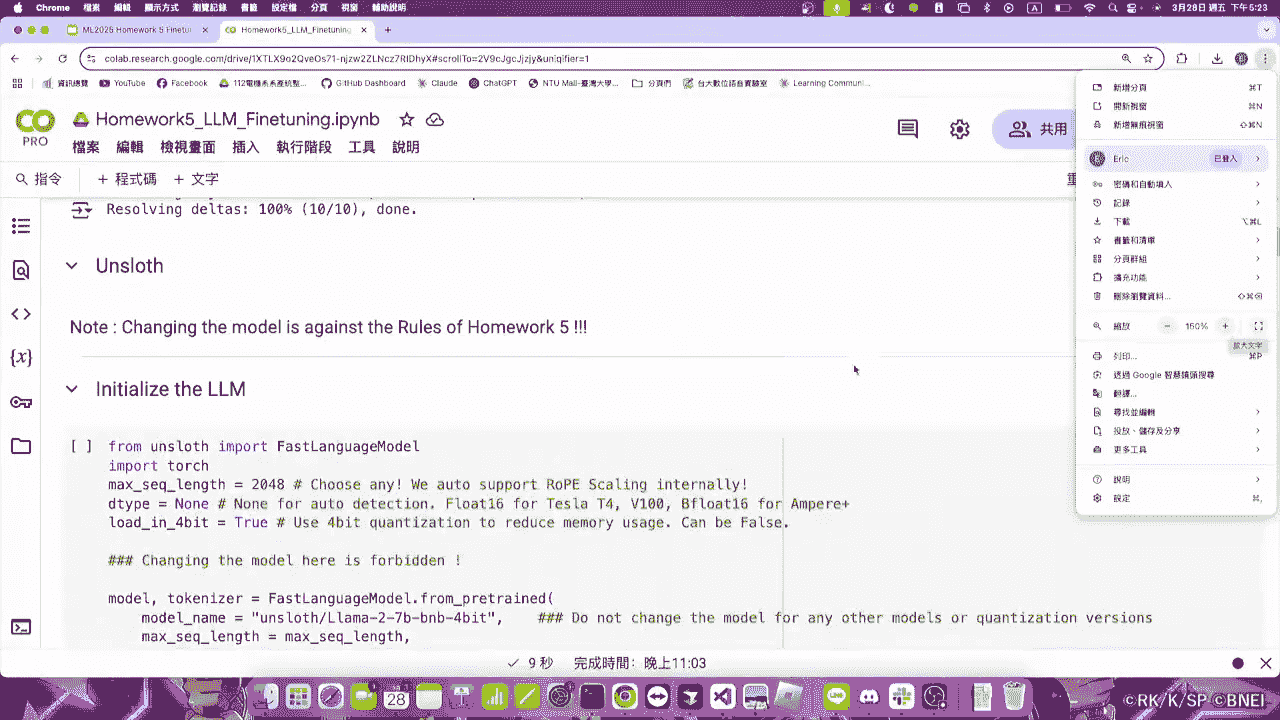 Chrome 檔案 編輯 顯示方式 瀏覽記錄 書籤 設定檔 分頁 視窗 輔助說明
3月28日 週五 下午5:23
ML2025 Homework 5 Finetu
Homework5_LLM_Finetuning.
colab.research.google.com/drive/1XTLX9o2QveOs71-njzw2ZLNcz7RIDhyX#scrollTo=2V9cJgcJjzjy&uniqifier=1
資訊總覽 YouTube Facebook 112電機系系產統整... GitHub Dashboard Claude ChatGPT NTU Mail-臺灣大學... 分頁們 台大數位語音實驗室 Learning Communi...
PRO
Homework5_LLM_Finetuning.ipynb
檔案 編輯 檢視畫面 插入 執行階段 工具 說明
共用
指令 + 程式碼 + 文字
Resolving deltas: 100% (10/10), done.
Unsloth
Note : Changing the model is against the Rules of Homework 5 !!!
Initialize the LLM
[ ] from unsloth import FastLanguageModel
import torch
max_seq_length = 2048 # Choose any! We auto support RoPE Scaling internally!
dtype = None # None for auto detection. Float16 for Tesla T4, V100, Bfloat16 for Ampere+
load_in_4bit = True # Use 4bit quantization to reduce memory usage. Can be False.
### Changing the model here is forbidden !
model, tokenizer = FastLanguageModel.from_pretrained(
model_name = "unsloth/Llama-2-7b-bnb-4bit", ### Do not change the model for any other models or quantization versions
max_seq_length = max_seq_length,
新增分頁 ⌘T
開新視窗 ⌘N
新增無痕視窗 ⇧⌘N
Eric 已登入
密碼和自動填入
記錄
下載 ⌥⌘L
書籤和清單
分頁群組
擴充功能
刪除瀏覽資料... ⇧⌘⌫
縮放 − 150% +
放大文字
列印... ⌘P
透過 Google 智慧鏡頭搜尋
翻譯...
尋找並編輯
投放、儲存及分享
更多工具
說明
設定 ⌘,
✓ 9 秒 完成時間：晚上11:03
28
©RK/K/SP ©BNEI